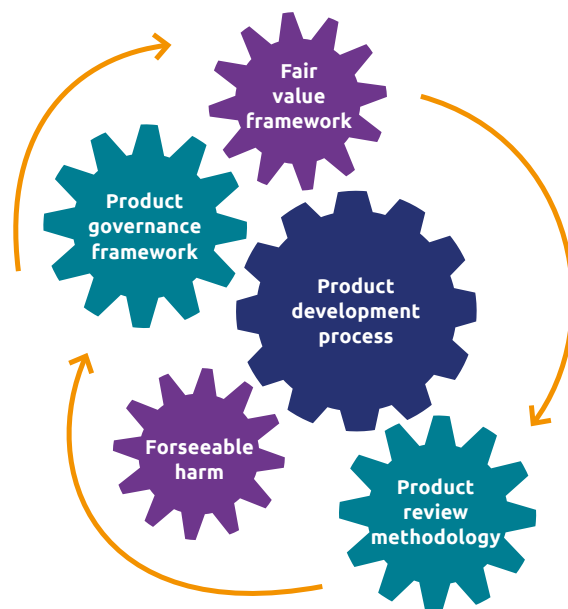 Fair
value
framework
Product
governance
framework
Product
development
process
Forseeable
harm
Product
review
methodology